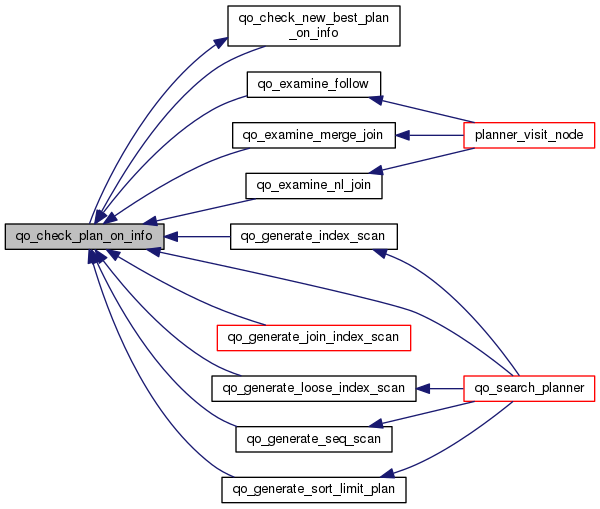 qo_check_new_best_plan
_on_info
qo_examine_follow
qo_examine_merge_join
planner_visit_node
qo_examine_nl_join
qo_check_plan_on_info
qo_generate_index_scan
qo_generate_join_index_scan
qo_generate_loose_index_scan
qo_search_planner
qo_generate_seq_scan
qo_generate_sort_limit_plan